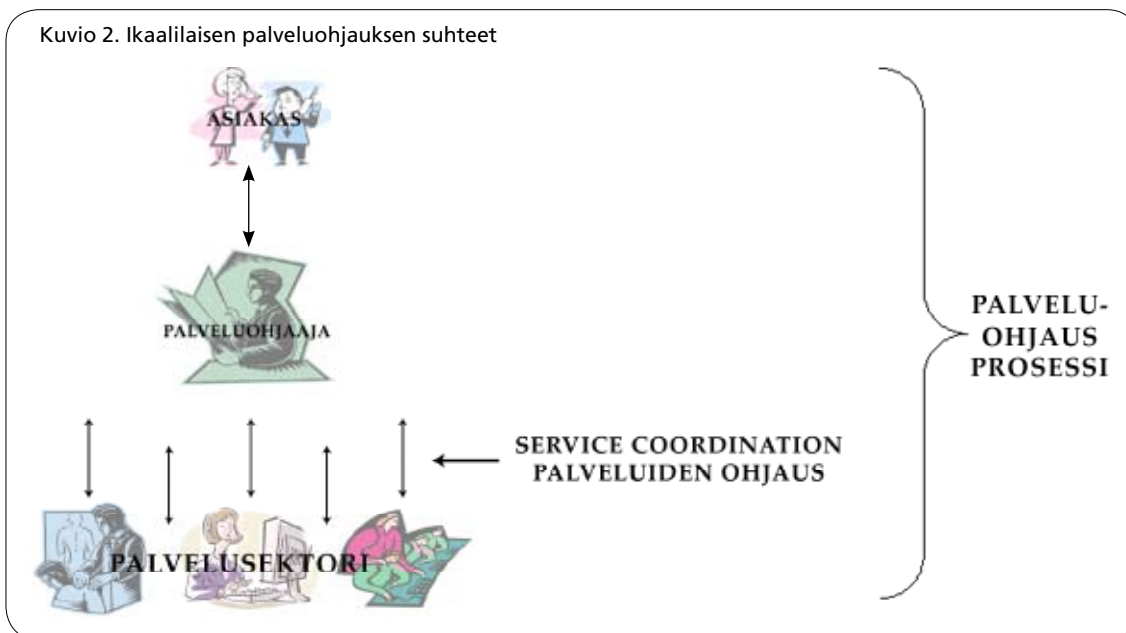 Kuvio 2. Ikaalilaisen palveluohjauksen suhteet
ASIAKAS
PALVELUOHJAAJA
PALVELU-
OHJAUS
PROSESSI
SERVICE COORDINATION
PALVELUIDEN OHJAUS
PALVELUSEKTORI